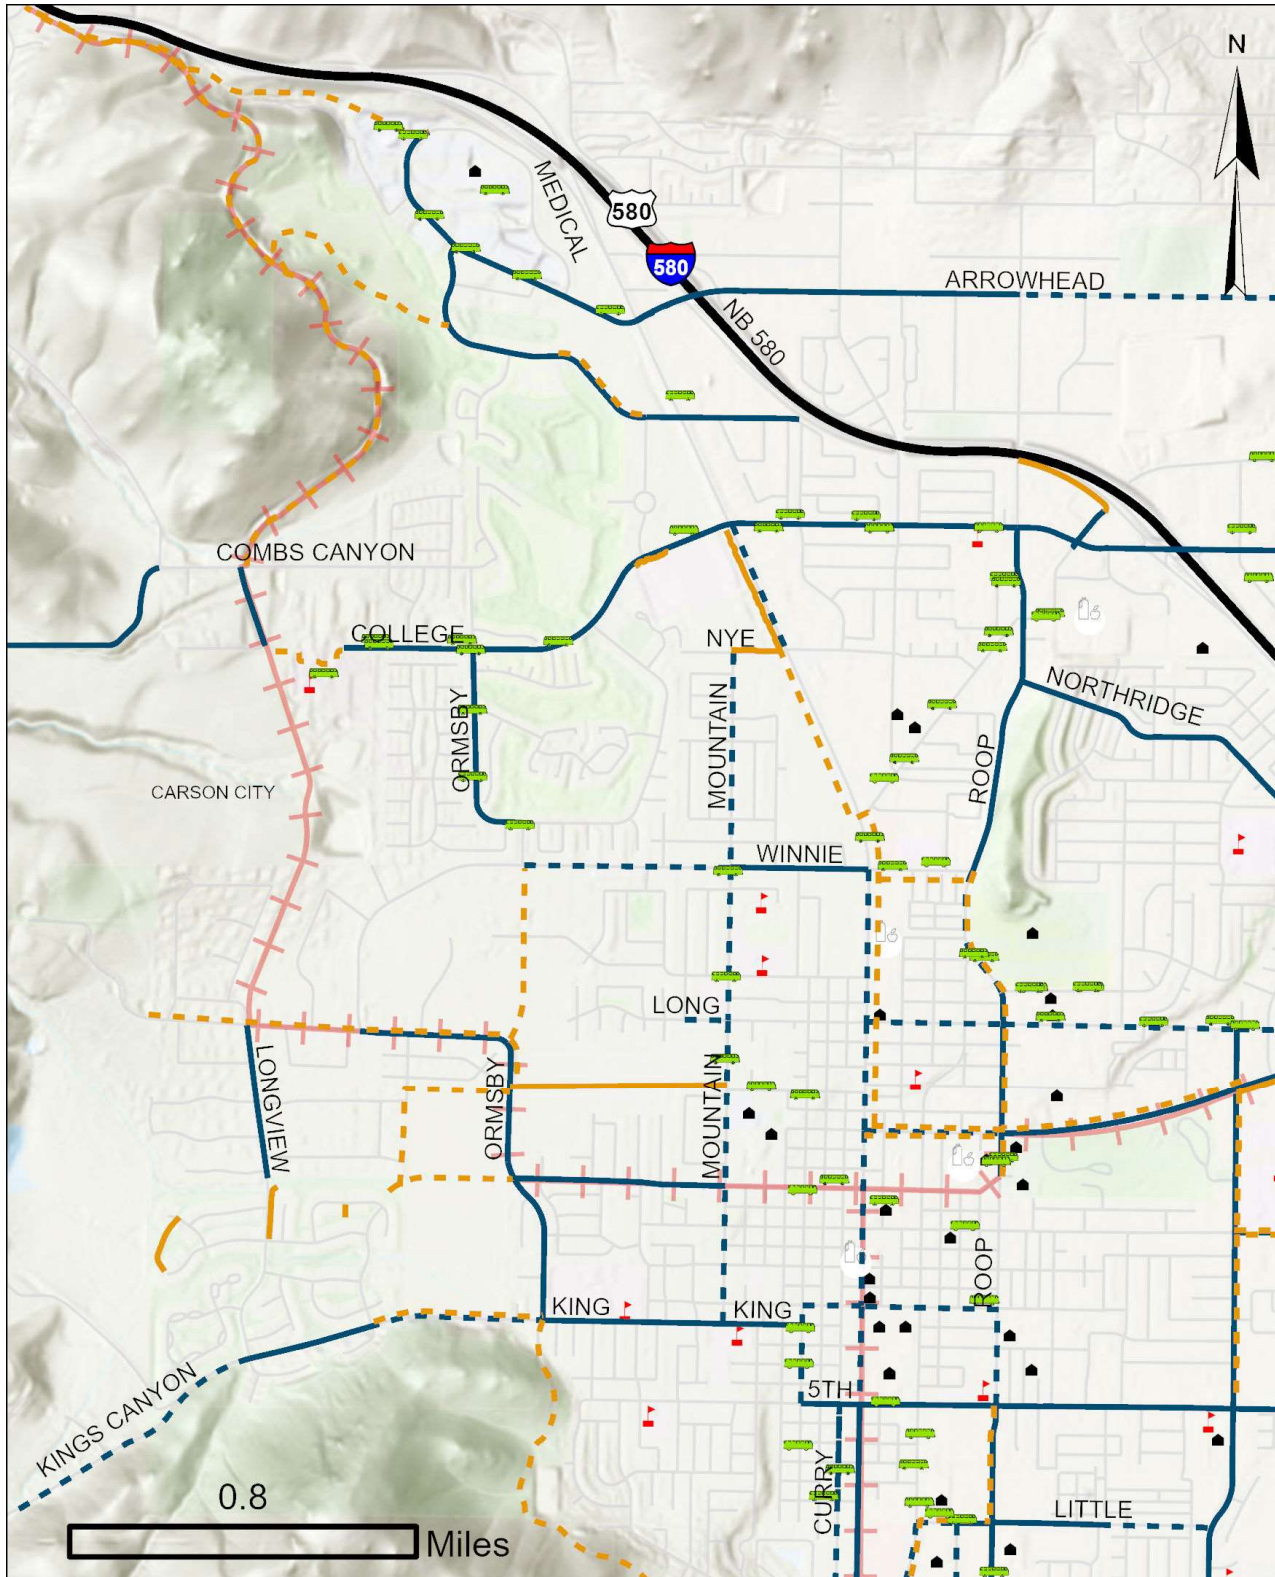 N
MEDICAL
580
580
ARROWHEAD
NB 580
COMBS CANYON
COLLEGE
NYE
ORMSBY
MOUNTAIN
ROOP
NORTHRIDGE
CARSON CITY
WINNIE
LONG
LONGVIEW
ORMSBY
MOUNTAIN
ROOP
KING
KING
KINGS CANYON
5TH
CURRY
LITTLE
0.8
Miles